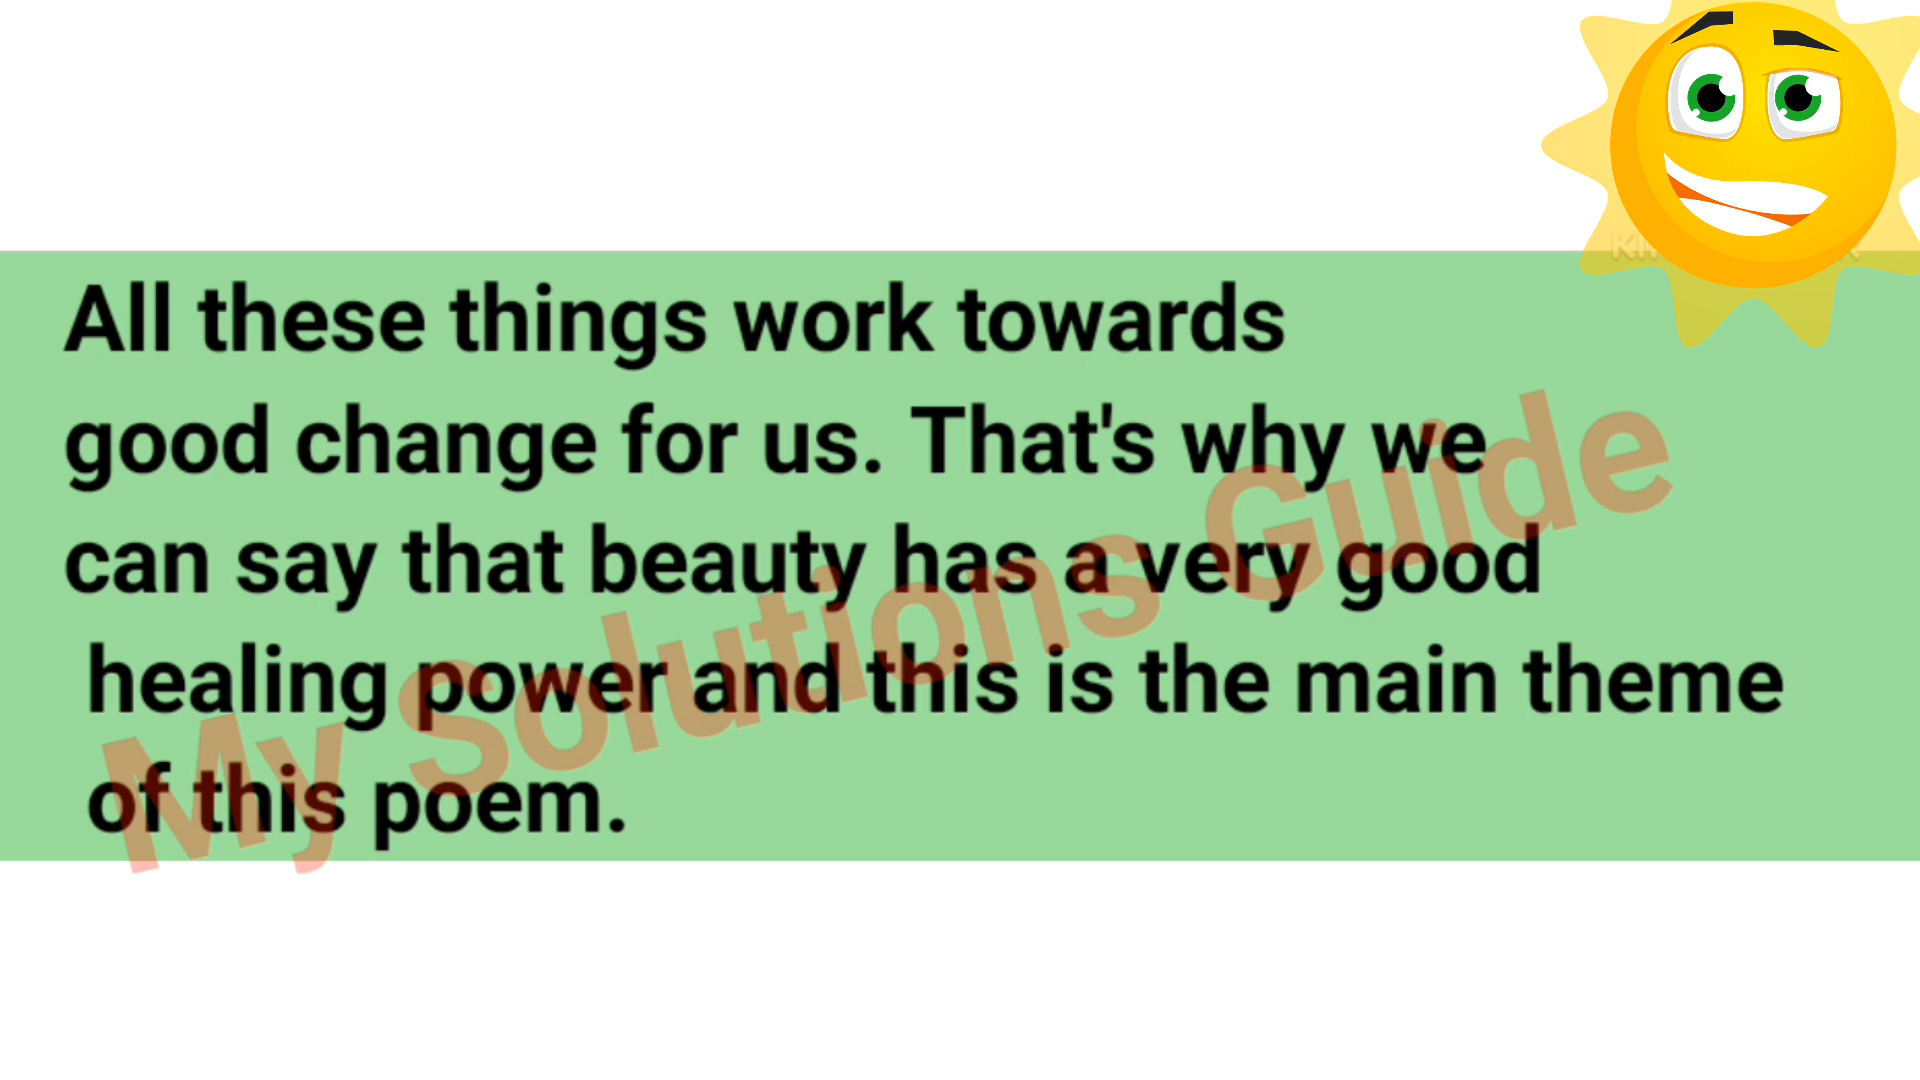 All these things work towards
good change for us. That's why we
can say that beauty has a very good
healing power and this is the main theme
of this poem.
My Solutions Guide